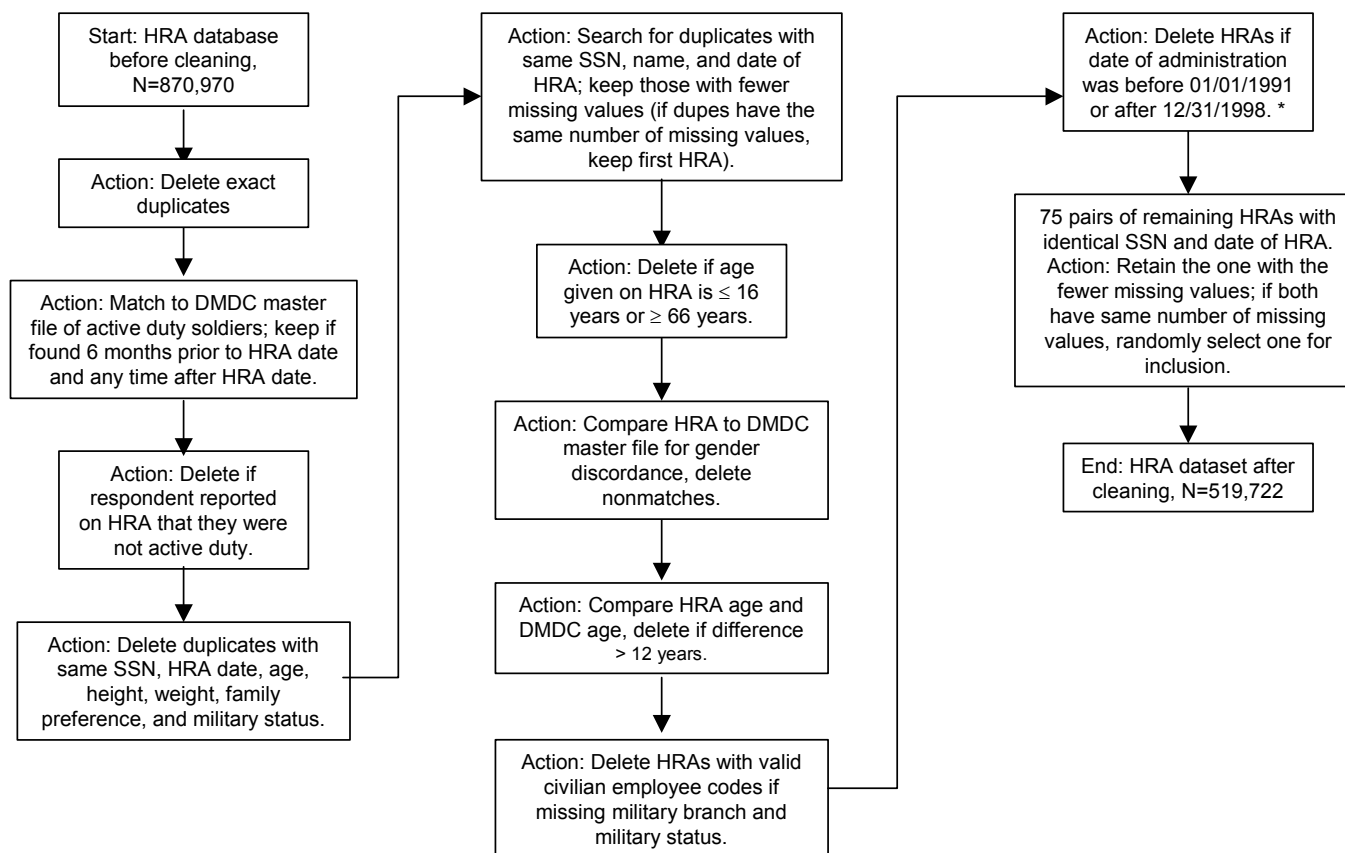 Start: HRA database
before cleaning,
N=870,970
Action: Delete exact
duplicates
Action: Match to DMDC master
file of active duty soldiers; keep if
found 6 months prior to HRA date
and any time after HRA date.
Action: Delete if
respondent reported
on HRA that they were
not active duty.
Action: Delete duplicates with
same SSN, HRA date, age,
height, weight, family
preference, and military status.
Action: Search for duplicates with
same SSN, name, and date of
HRA; keep those with fewer
missing values (if dupes have the
same number of missing values,
keep first HRA).
Action: Delete if age
given on HRA is ≤ 16
years or ≥ 66 years.
Action: Compare HRA to DMDC
master file for gender
discordance, delete
nonmatches.
Action: Compare HRA age and
DMDC age, delete if difference
> 12 years.
Action: Delete HRAs with valid
civilian employee codes if
missing military branch and
military status.
Action: Delete HRAs if
date of administration
was before 01/01/1991
or after 12/31/1998. *
75 pairs of remaining HRAs with
identical SSN and date of HRA.
Action: Retain the one with the
fewer missing values; if both
have same number of missing
values, randomly select one for
inclusion.
End: HRA dataset after
cleaning, N=519,722